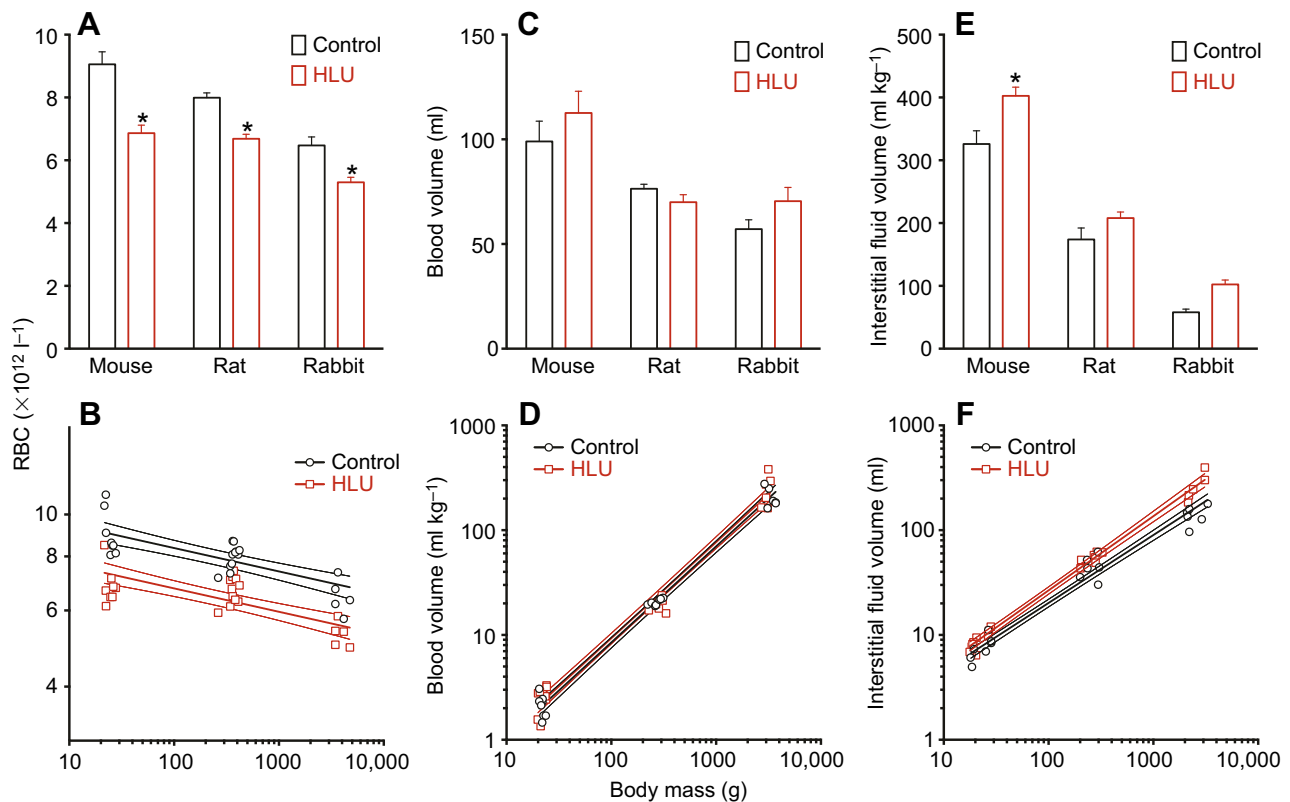 A
RBC (×10¹² l⁻¹)
10
8
6
4
2
0
Control
HLU
*
*
*
Mouse Rat Rabbit
C
Blood volume (ml)
150
100
50
0
Control
HLU
Mouse Rat Rabbit
E
Interstitial fluid volume (ml kg⁻¹)
500
400
300
200
100
0
Control
HLU
*
Mouse Rat Rabbit
B
10
8
6
4
Control
HLU
10 100 1000 10,000
D
Blood volume (ml kg⁻¹)
1000
100
10
1
Control
HLU
10 100 1000 10,000
Body mass (g)
F
Interstitial fluid volume (ml)
1000
100
10
1
Control
HLU
10 100 1000 10,000